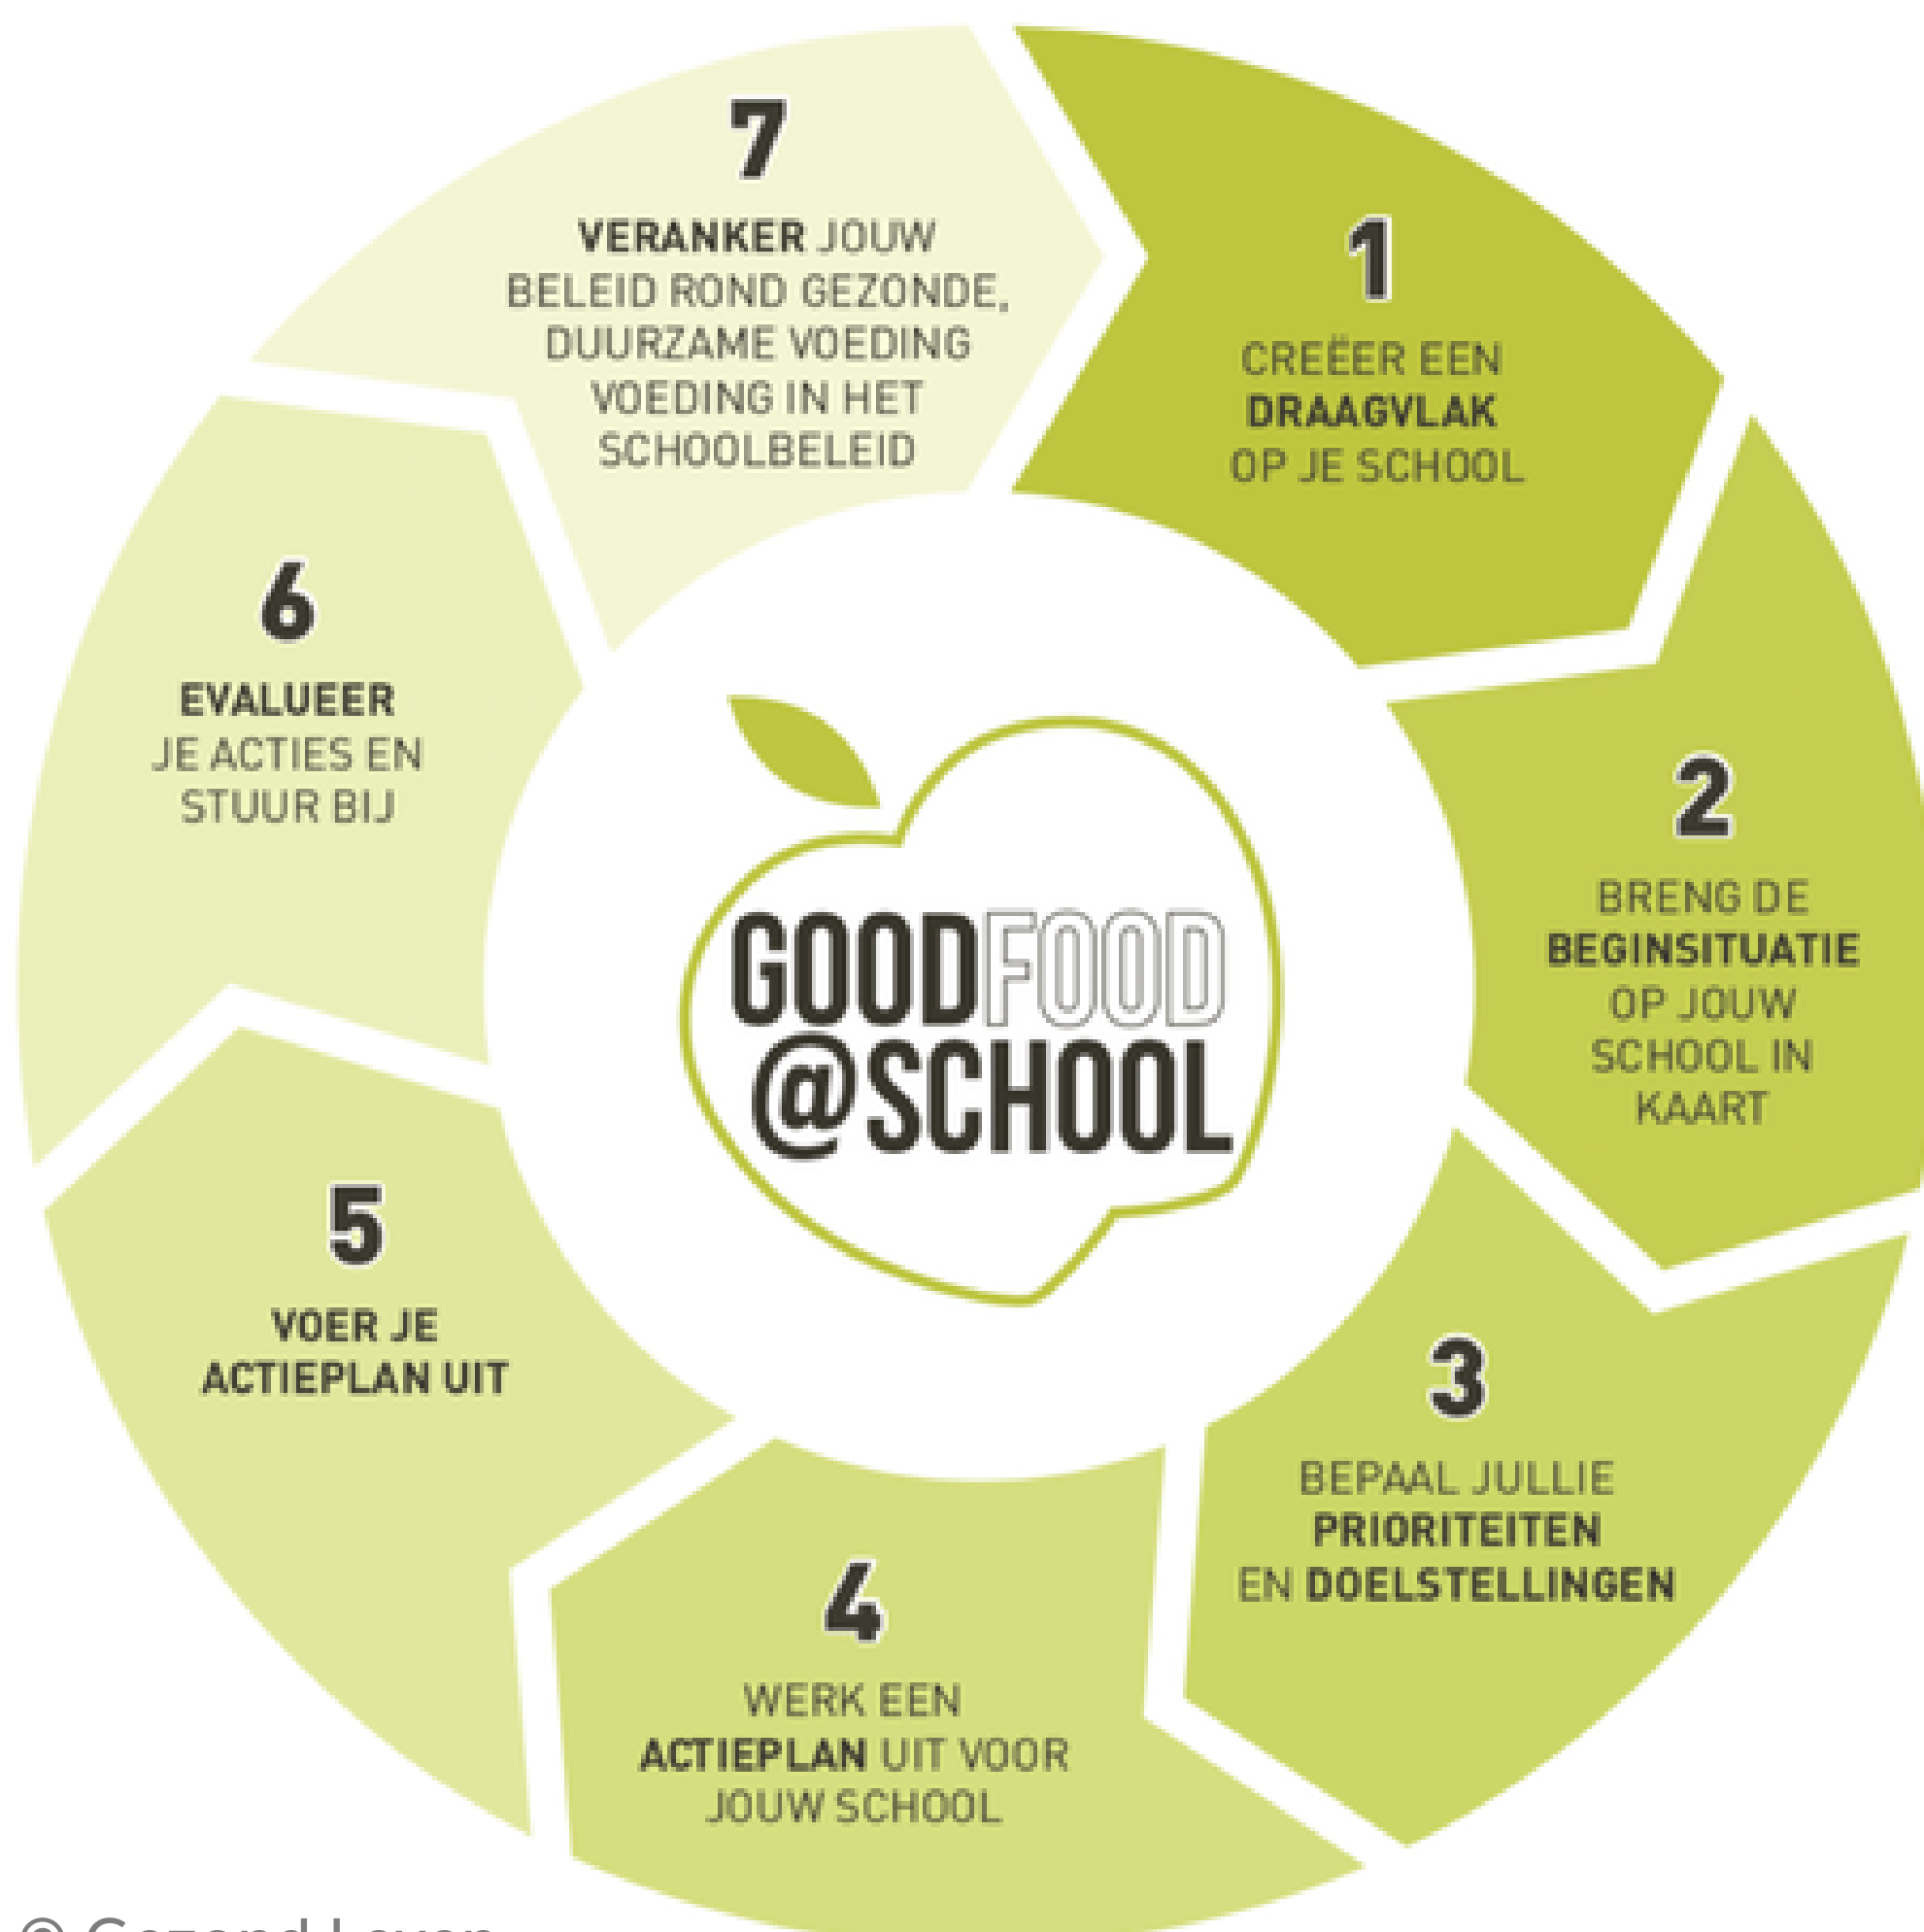 1
CREËER EEN
DRAAGVLAK
OP JE SCHOOL
2
BRENG DE
BEGINSITUATIE
OP JOUW
SCHOOL IN
KAART
3
BEPAAL JULLIE
PRIORITEITEN
EN DOELSTELLINGEN
4
WERK EEN
ACTIEPLAN UIT VOOR
JOUW SCHOOL
5
VOER JE
ACTIEPLAN UIT
6
EVALUEER
JE ACTIES EN
STUUR BIJ
7
VERANKER JOUW
BELEID ROND GEZONDE,
DUURZAME VOEDING
VOEDING IN HET
SCHOOLBELEID
GOODFOOD
@SCHOOL
© Gezond Leven